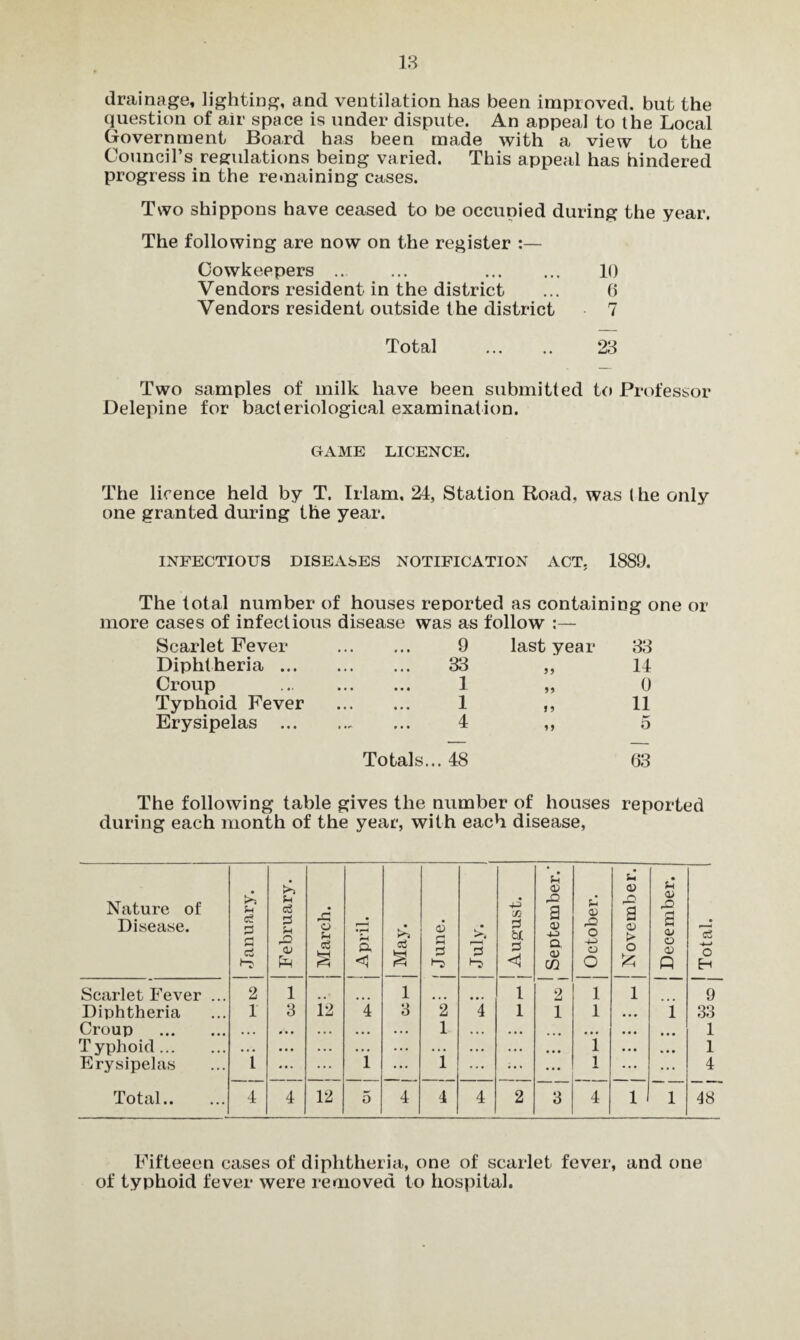 13
drainage, lighting, and ventilation has been improved. but the
question of air space is under dispute. An appeal to the Local
Government Board has been made with a view to the
Council's regulations being varied. This appeal has hindered
progress in the remaining cases.
Two shippons have ceased to be occupied during the year.
The following are now on the register :—
Cowkeepers .. ... ... ... 10
Vendors resident in the district ... 6
Vendors resident outside the district 7
Total ... .. 23
Two samples of milk have been submitted to Professor
Delepine for bacteriological examination.
GAME LICENCE.
The licence held by T. Irlam, 24, Station Road, was the only
one granted during the year.
INFECTIOUS DISEASES NOTIFICATION ACT, 1889.
The total number of houses reported as containing one or
more cases of infectious disease was as follow :—
Scarlet Fever ... ... 9 last year 33
Diphtheria ... ... ... 33 ,, 14
Croup ... ... ... 1 ,, 0
Typhoid Fever ... ... 1 ,, 11
Erysipelas ... ... ... 4 ,, 5
Totals... 48 63
The following table gives the number of houses reported
during each month of the year, with each disease,
Nature of Disease. January. February. March. April. May. June. July. August. September. October. November. December. Total.
Scarlet Fever ... 2 1 ... ... 1 ... ... 1 2 1 1 ... 9
Diphtheria ... 1 3 12 4 3 2 4 1 1 1 ... 1 33
Croup ... ... ... ... ... ... ... 1 ... ... ... ... ... ... 1
Typhoid ... ... ... ... ... ... ... ... ... ... ... 1 ... ... 1
Erysipelas ... 1 ... ... 1 ... 1 ... ... ... 1 ... ... 4
Total.. ... 4 4 12 5 4 4 4 2 3 4 1 1 48
Fifteeen cases of diphtheria, one of scarlet fever, and one
of typhoid fever were removed to hospital.